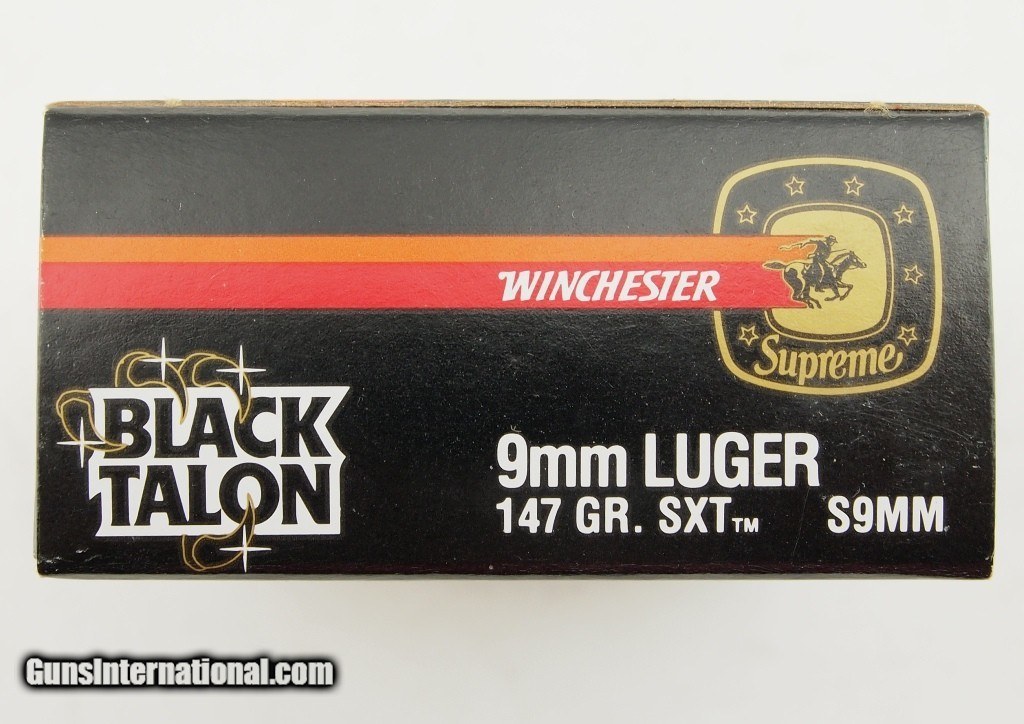 WINCHESTER
Supreme
BLACK
TALON
9mm LUGER
147 GR. SXT™ S9MM
GunsInternational.com